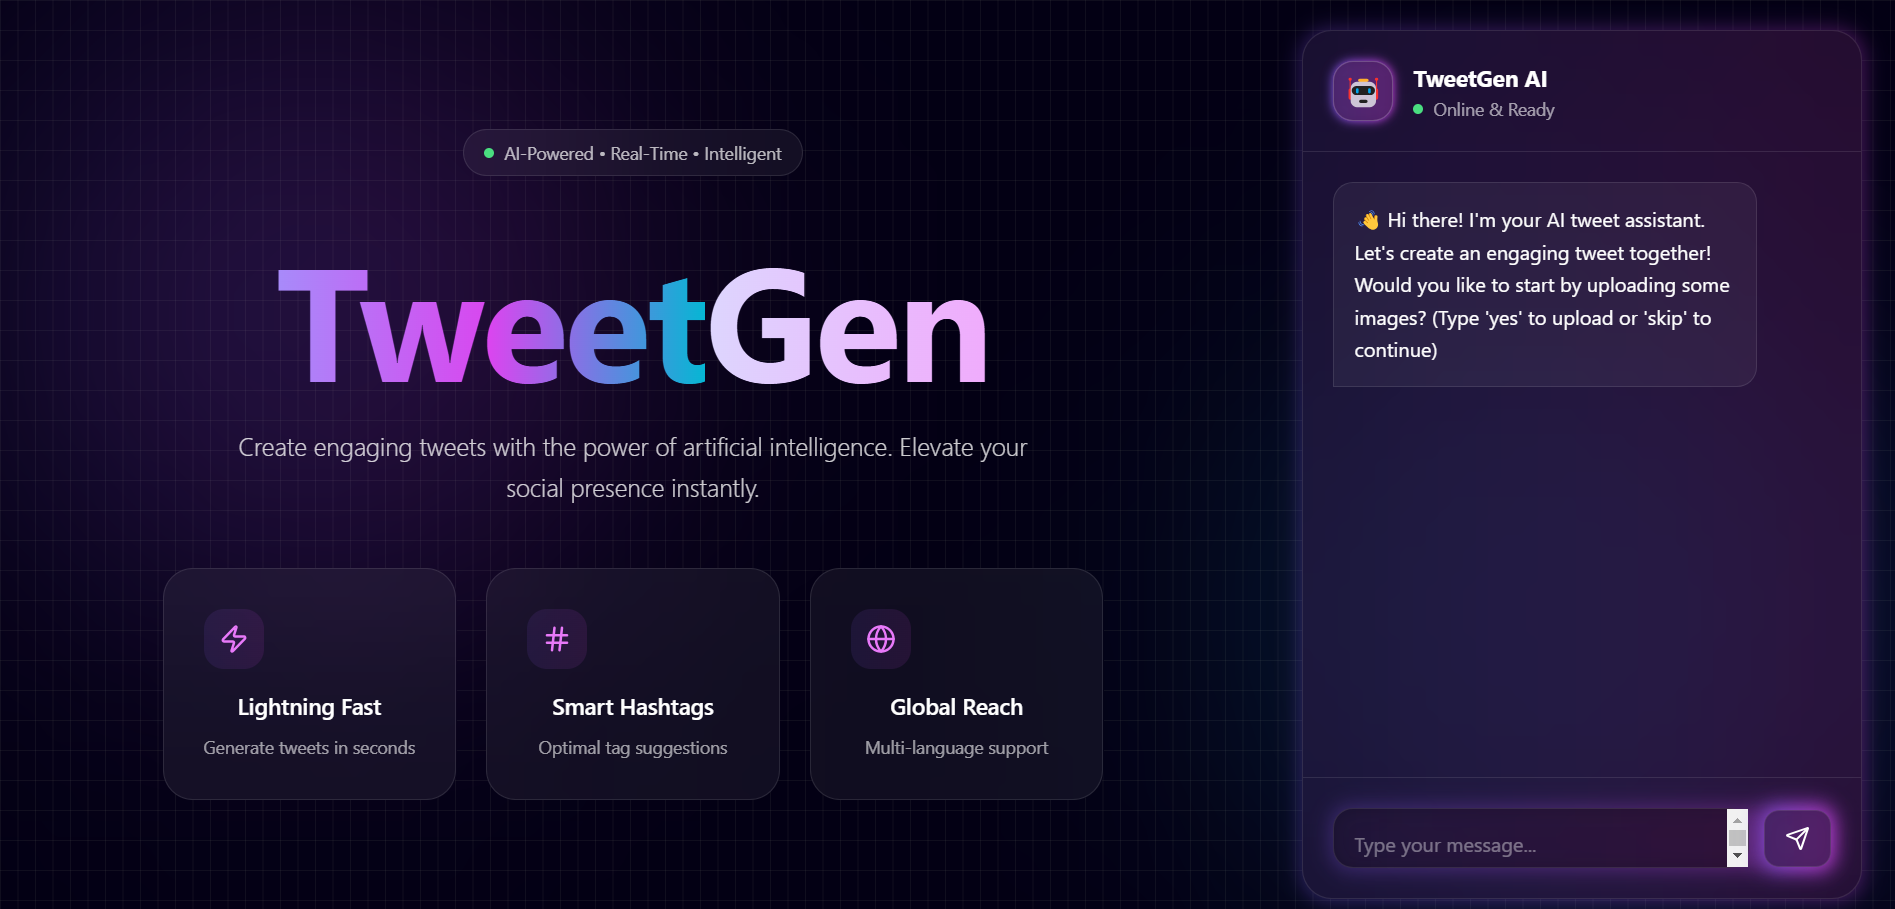 AI-Powered • Real-Time • Intelligent
TweetGen
Create engaging tweets with the power of artificial intelligence. Elevate your
social presence instantly.
Lightning Fast
Generate tweets in seconds
Smart Hashtags
Optimal tag suggestions
Global Reach
Multi-language support
TweetGen AI
Online & Ready
👋 Hi there! I'm your AI tweet assistant.
Let's create an engaging tweet together!
Would you like to start by uploading some
images? (Type 'yes' to upload or 'skip' to
continue)
Type your message...